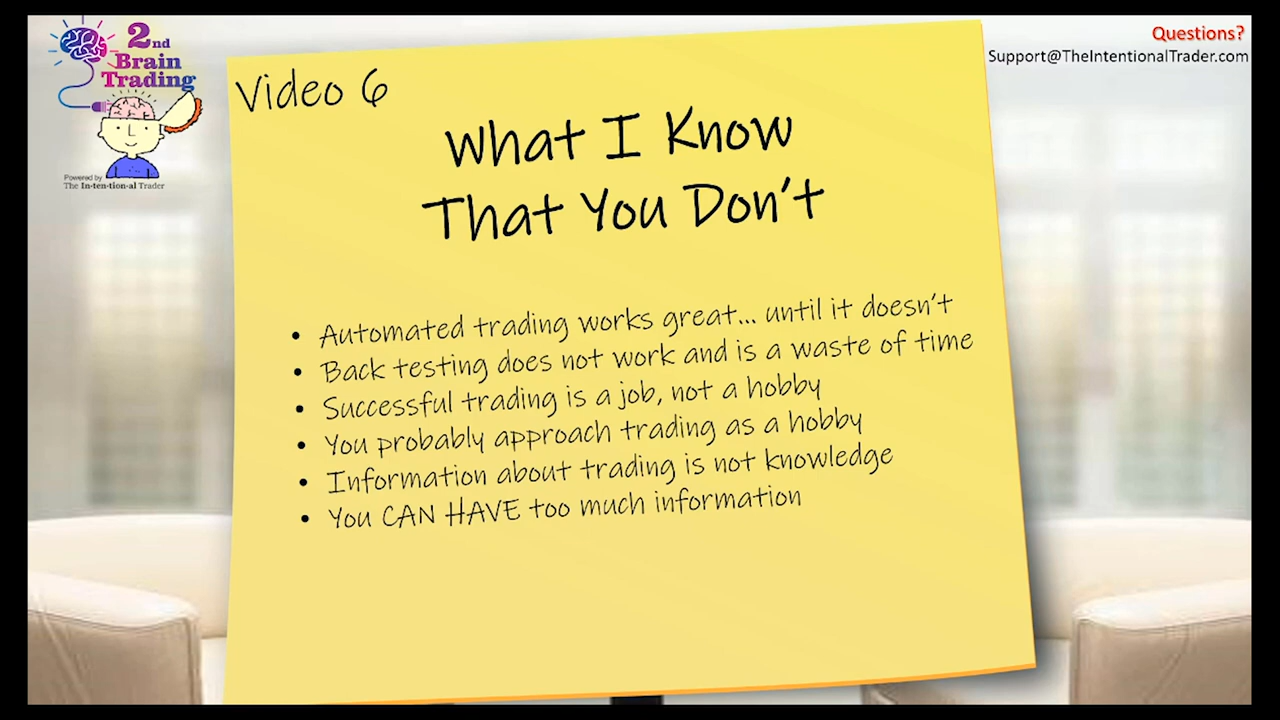 2nd
Brain
Trading
Powered by
The In-ten-tion-al Trader
Questions?
Support@TheIntentionalTrader.com
Video 6
What I Know
That You Don't
• Automated trading works great... until it doesn't
• Back testing does not work and is a waste of time
• Successful trading is a job, not a hobby
• You probably approach trading as a hobby
• Information about trading is not knowledge
• You CAN HAVE too much information